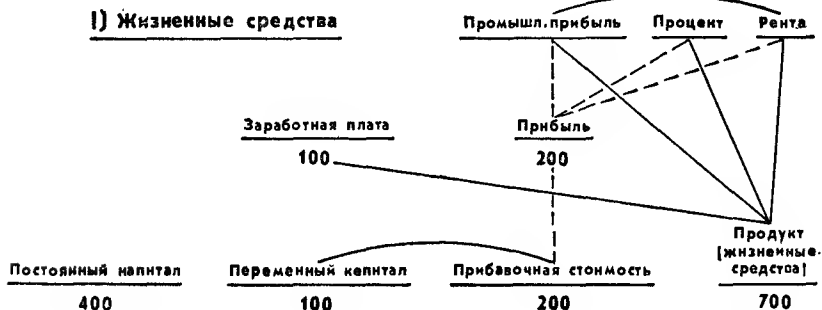 I) Жизненные средства
Промышл. прибыль Процент Рента
Заработная плата Прибыль
100 200
Продукт
(жизненные
средства)
Постоянный капитал Переменный капитал Прибавочная стоимость
400 100 200 700